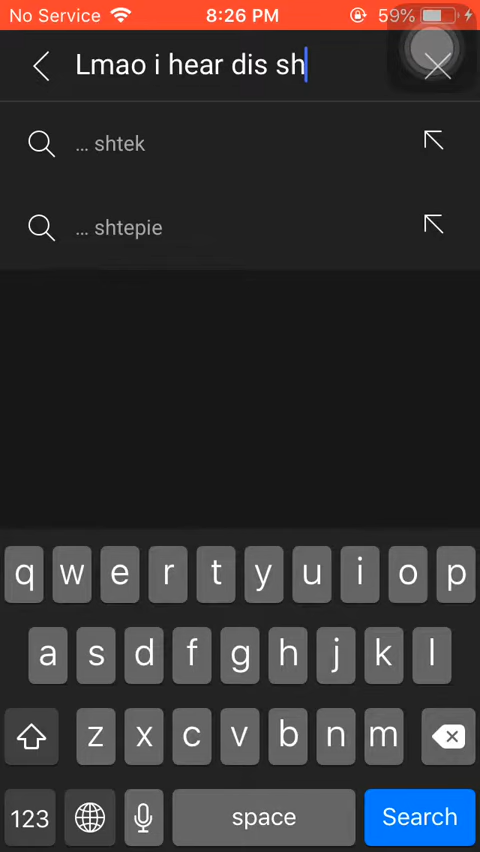 No Service 8:26 PM 59%
Lmao i hear dis sh
... shtek
... shtepie
q w e r t y u i o p
a s d f g h j k l
z x c v b n m
123 space Search